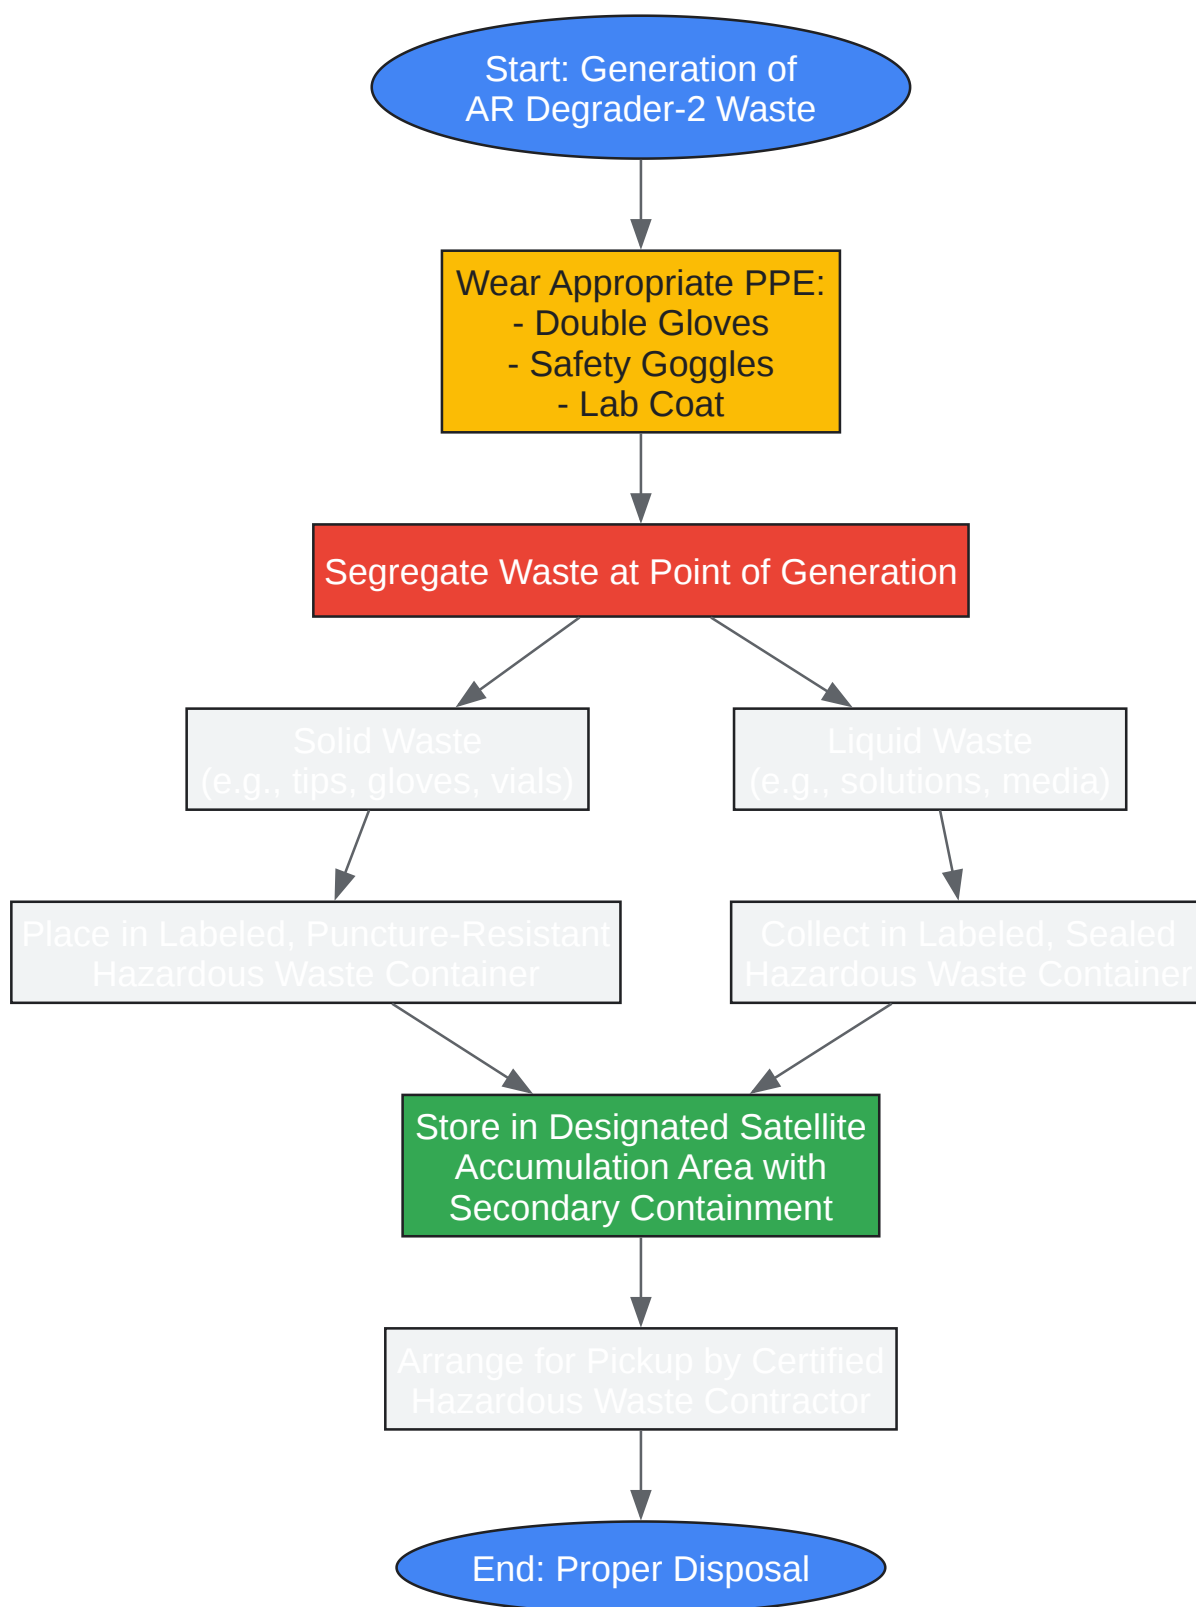 Start: Generation of
AR Degrader-2 Waste
Wear Appropriate PPE:
- Double Gloves
- Safety Goggles
- Lab Coat
Segregate Waste at Point of Generation
Solid Waste
(e.g., tips, gloves, vials)
Liquid Waste
(e.g., solutions, media)
Place in Labeled, Puncture-Resistant
Hazardous Waste Container
Collect in Labeled, Sealed
Hazardous Waste Container
Store in Designated Satellite
Accumulation Area with
Secondary Containment
Arrange for Pickup by Certified
Hazardous Waste Contractor
End: Proper Disposal